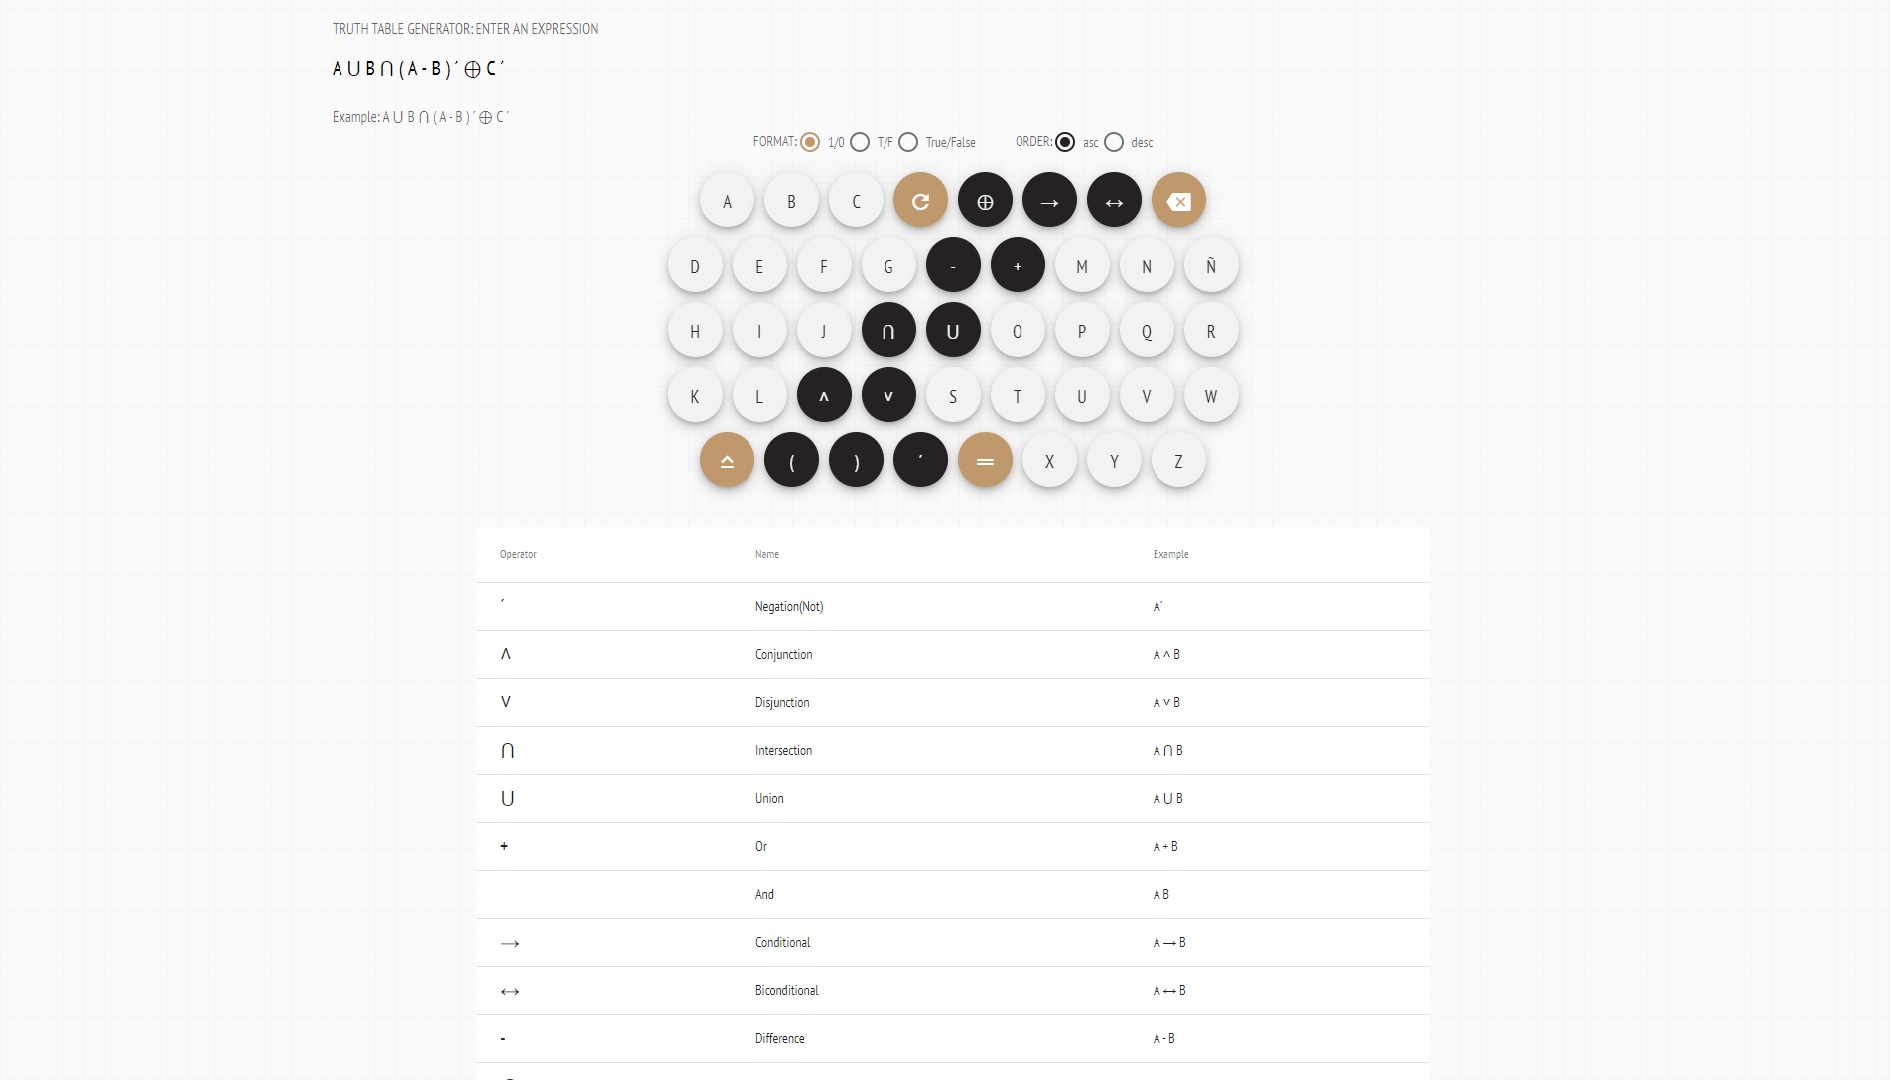 TRUTH TABLE GENERATOR: ENTER AN EXPRESSION
A ⋃ B ⋂ ( A - B ) ´ ⨁ C ´
Example: A ⋃ B ⋂ ( A - B ) ´ ⨁ C ´
FORMAT: 1/0 T/F True/False ORDER: asc desc
A B C ⨁ → ↔
D E F G - + M N Ñ
H I J ⋂ ⋃ O P Q R
K L ˄ ˅ S T U V W
( ) ´ = X Y Z
Operator Name Example
´ Negation(Not) A´
˄ Conjunction A ˄ B
˅ Disjunction A ˅ B
⋂ Intersection A ⋂ B
⋃ Union A ⋃ B
+ Or A + B
And A B
→ Conditional A → B
↔ Biconditional A ↔ B
- Difference A - B